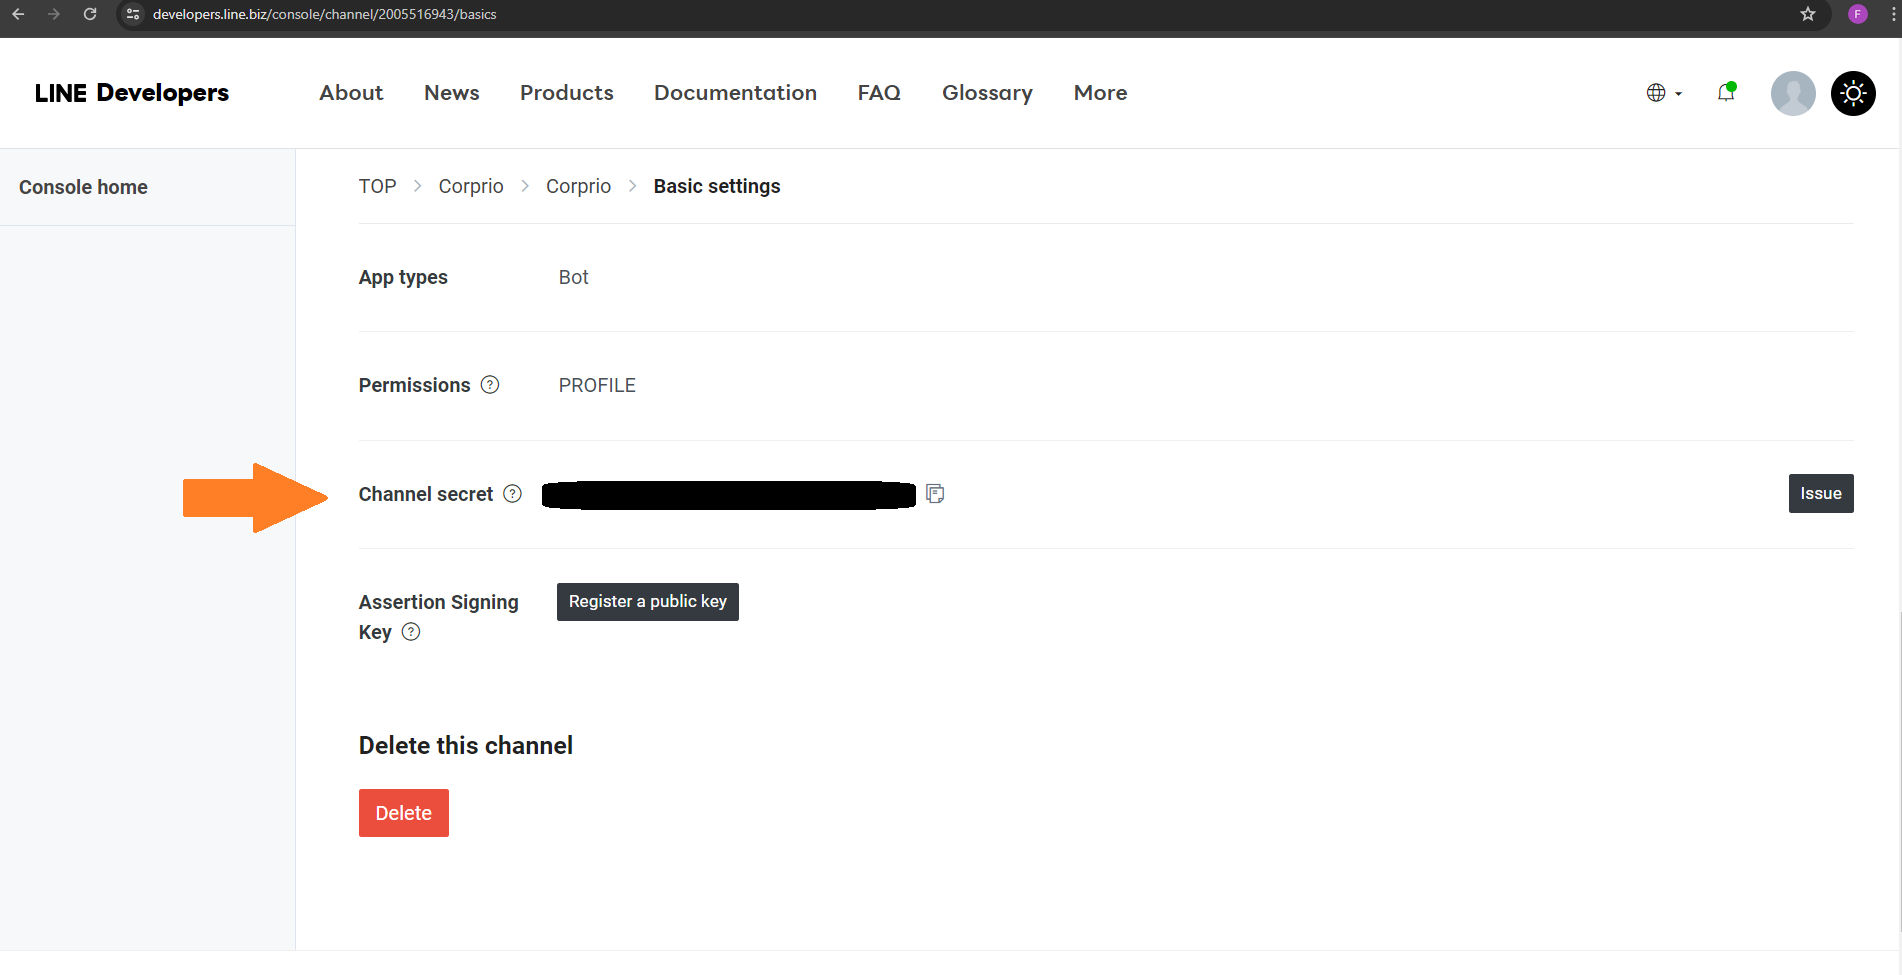 developers.line.biz/console/channel/2005516943/basics
F
LINE Developers
About News Products Documentation FAQ Glossary More
Console home
TOP > Corprio > Corprio > Basic settings
App types Bot
Permissions ? PROFILE
Channel secret ? Issue
Assertion Signing Register a public key
Key ?
Delete this channel
Delete